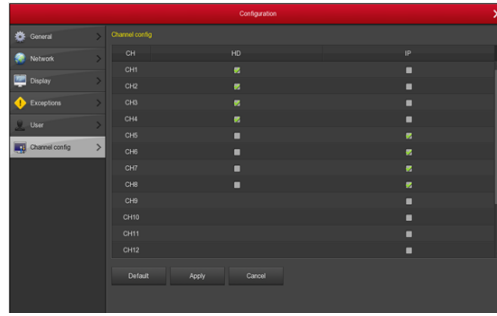 Configuration
X
General >
Network >
Display >
Exceptions >
User >
Channel config >
Channel config
CH HD IP
CH1
CH2
CH3
CH4
CH5
CH6
CH7
CH8
CH9
CH10
CH11
CH12
Default Apply Cancel